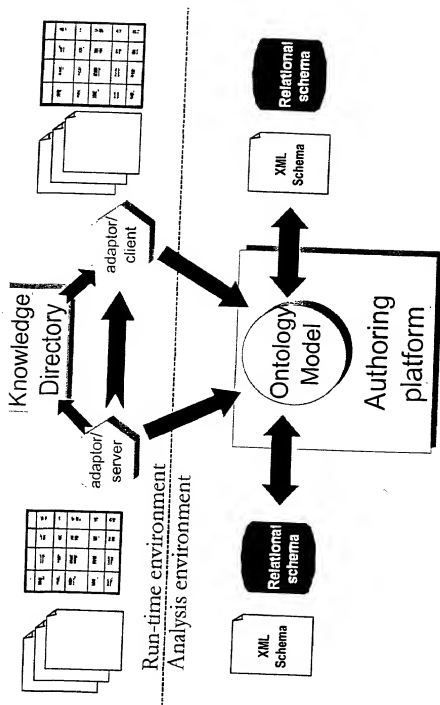 Knowledge
Directory
adaptor/
server
adaptor/
client
Run-time environment
Analysis environment
Ontology
Model
Authoring
platform
Relational
schema
XML
Schema
Relational
schema
XML
Schema